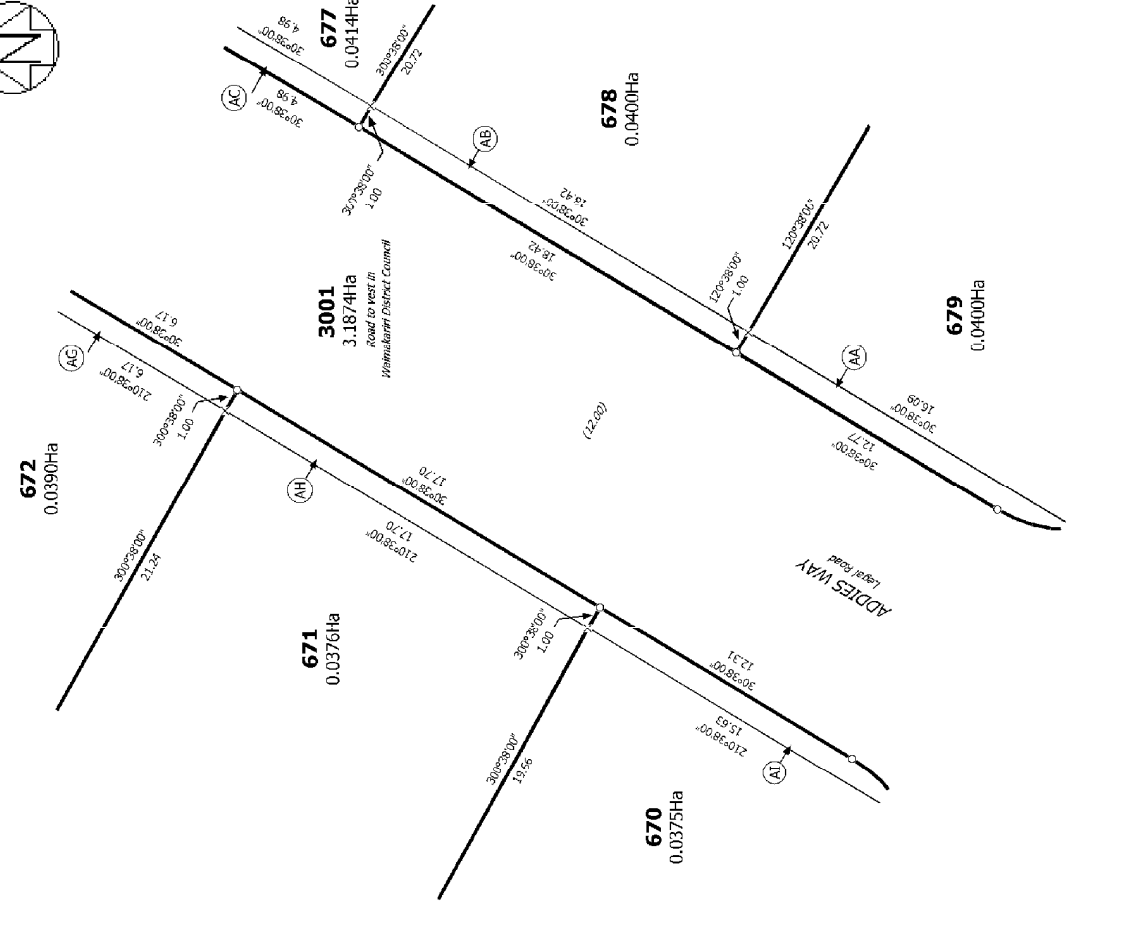 N
30°38'00"
4.98
677
0.0414Ha
300°38'00"
20.72
AC
30°38'00"
4.98
300°38'00"
1.00
AB
678
0.0400Ha
30°38'00"
18.42
30°38'00"
18.42
120°38'00"
20.72
120°38'00"
1.00
3001
3.1874Ha
Road to vest in
Waimakariri District Council
30°38'00"
6.17
AG
210°38'00"
6.17
300°38'00"
1.00
679
0.0400Ha
AA
30°38'00"
16.09
30°38'00"
12.77
(12.00)
672
0.0390Ha
AH
30°38'00"
17.70
210°38'00"
17.70
300°38'00"
21.24
ADDIES WAY
Legal Road
671
0.0376Ha
300°38'00"
1.00
30°38'00"
12.31
210°38'00"
15.63
AI
300°38'00"
19.56
670
0.0375Ha